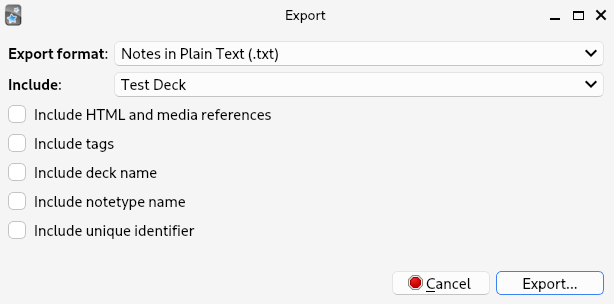 Export
Export format: Notes in Plain Text (.txt)
Include: Test Deck
Include HTML and media references
Include tags
Include deck name
Include notetype name
Include unique identifier
Cancel Export...